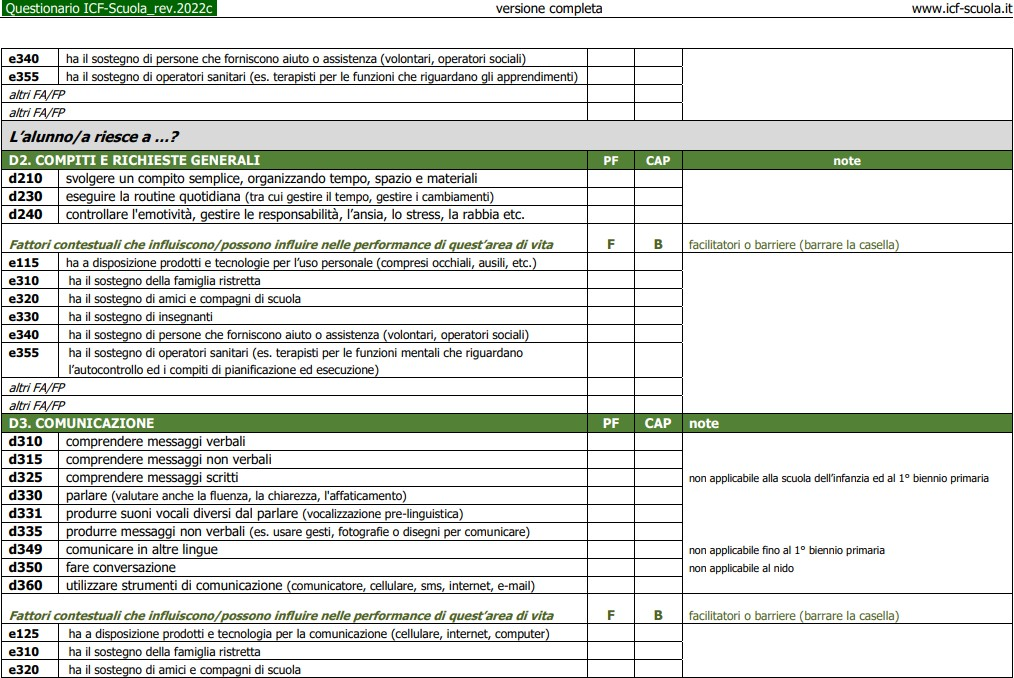 Questionario ICF-Scuola_rev.2022c versione completa www.icf-scuola.it
e340 ha il sostegno di persone che forniscono aiuto o assistenza (volontari, operatori sociali)
e355 ha il sostegno di operatori sanitari (es. terapisti per le funzioni che riguardano gli apprendimenti)
altri FA/FP
altri FA/FP
L'alunno/a riesce a ...?
D2. COMPITI E RICHIESTE GENERALI PF CAP note
d210 svolgere un compito semplice, organizzando tempo, spazio e materiali
d230 eseguire la routine quotidiana (tra cui gestire il tempo, gestire i cambiamenti)
d240 controllare l'emotività, gestire le responsabilità, l'ansia, lo stress, la rabbia etc.
Fattori contestuali che influiscono/possono influire nelle performance di quest'area di vita F B facilitatori o barriere (barrare la casella)
e115 ha a disposizione prodotti e tecnologie per l'uso personale (compresi occhiali, ausili, etc.)
e310 ha il sostegno della famiglia ristretta
e320 ha il sostegno di amici e compagni di scuola
e330 ha il sostegno di insegnanti
e340 ha il sostegno di persone che forniscono aiuto o assistenza (volontari, operatori sociali)
e355 ha il sostegno di operatori sanitari (es. terapisti per le funzioni mentali che riguardano
l'autocontrollo ed i compiti di pianificazione ed esecuzione)
altri FA/FP
altri FA/FP
D3. COMUNICAZIONE PF CAP note
d310 comprendere messaggi verbali
d315 comprendere messaggi non verbali
d325 comprendere messaggi scritti non applicabile alla scuola dell'infanzia ed al 1° biennio primaria
d330 parlare (valutare anche la fluenza, la chiarezza, l'affaticamento)
d331 produrre suoni vocali diversi dal parlare (vocalizzazione pre-linguistica)
d335 produrre messaggi non verbali (es. usare gesti, fotografie o disegni per comunicare)
d349 comunicare in altre lingue non applicabile fino al 1° biennio primaria
d350 fare conversazione non applicabile al nido
d360 utilizzare strumenti di comunicazione (comunicatore, cellulare, sms, internet, e-mail)
Fattori contestuali che influiscono/possono influire nelle performance di quest'area di vita F B facilitatori o barriere (barrare la casella)
e125 ha a disposizione prodotti e tecnologia per la comunicazione (cellulare, internet, computer)
e310 ha il sostegno della famiglia ristretta
e320 ha il sostegno di amici e compagni di scuola